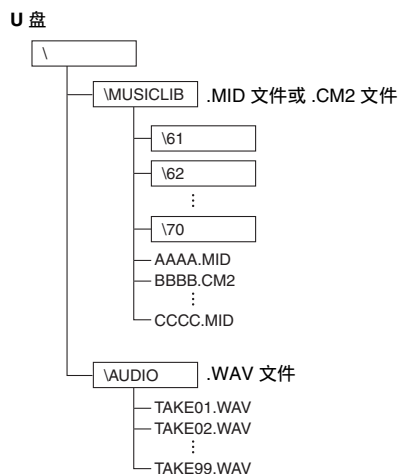 U 盘
\
\MUSICLIB .MID 文件或 .CM2 文件
\61
\62
⋮
\70
AAAA.MID
BBBB.CM2
⋮
CCCC.MID
\AUDIO .WAV 文件
TAKE01.WAV
TAKE02.WAV
⋮
TAKE99.WAV